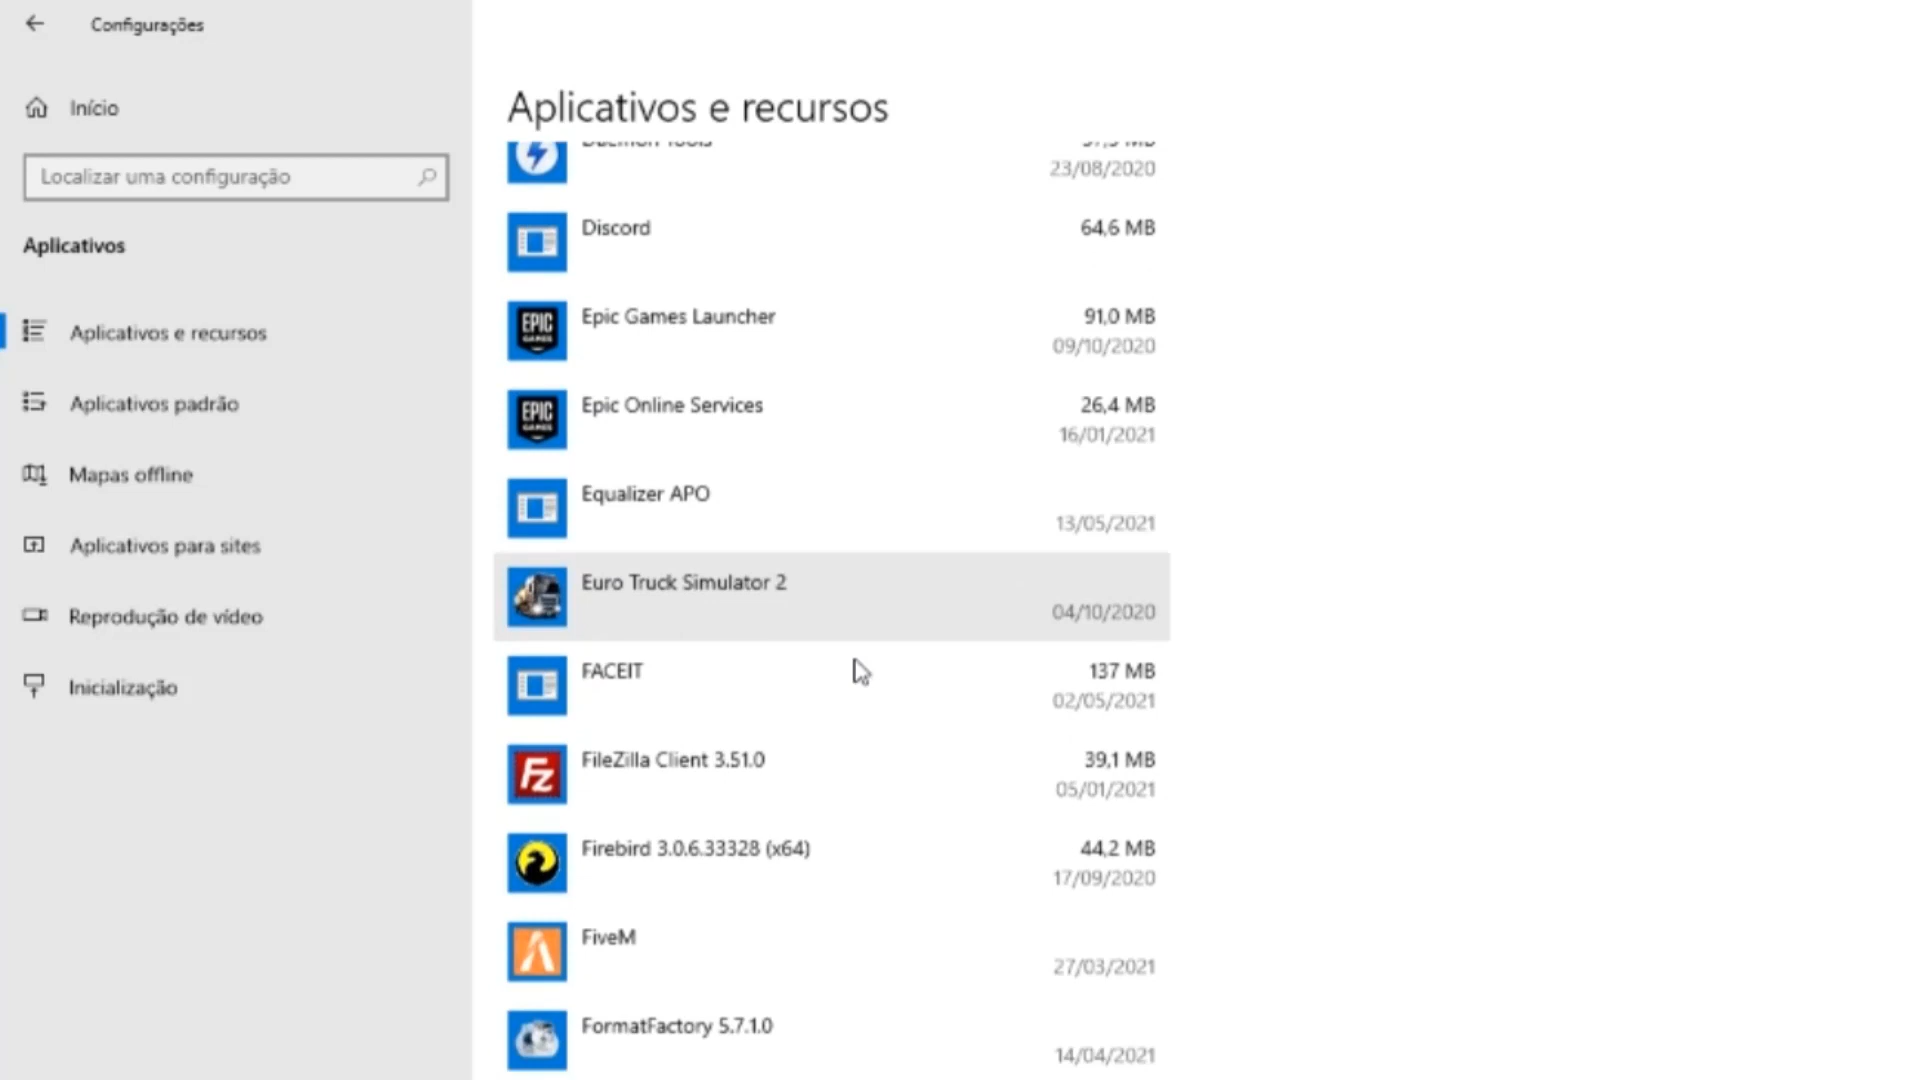 Configurações
Início
Localizar uma configuração
Aplicativos
Aplicativos e recursos
Aplicativos padrão
Mapas offline
Aplicativos para sites
Reprodução de vídeo
Inicialização
Aplicativos e recursos
23/08/2020
Discord 64,6 MB
EPIC GAMES
Epic Games Launcher 91,0 MB
09/10/2020
EPIC GAMES
Epic Online Services 26,4 MB
16/01/2021
Equalizer APO
13/05/2021
Euro Truck Simulator 2
04/10/2020
FACEIT 137 MB
02/05/2021
Fz
FileZilla Client 3.51.0 39,1 MB
05/01/2021
Firebird 3.0.6.33328 (x64) 44,2 MB
17/09/2020
FiveM
27/03/2021
FormatFactory 5.7.1.0
14/04/2021